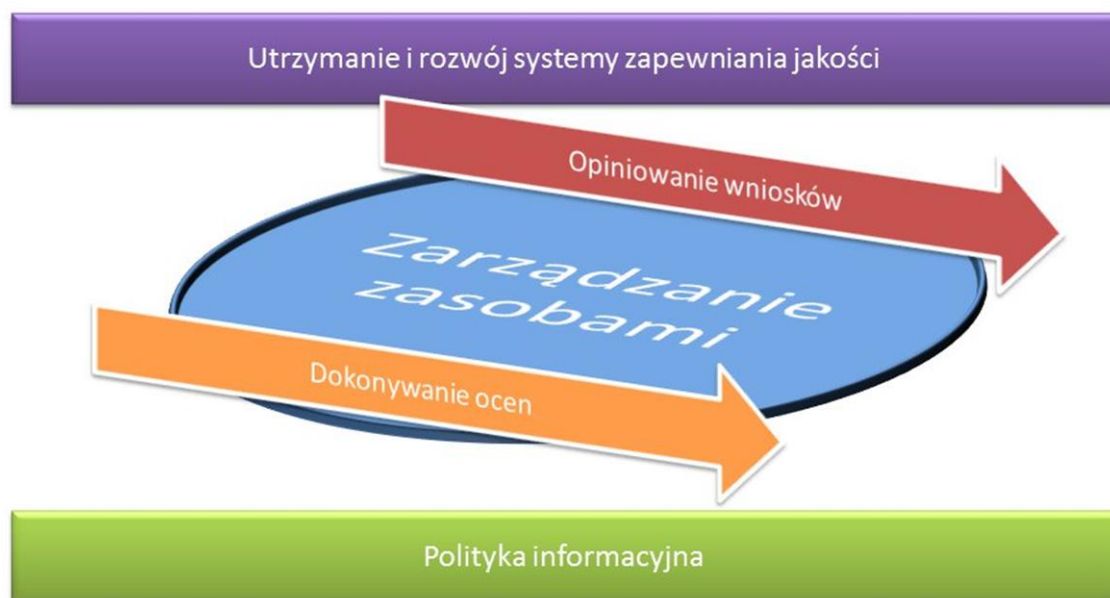 Utrzymanie i rozwój systemy zapewniania jakości
Opiniowanie wniosków
Zarządzanie
zasobami
Dokonywanie ocen
Polityka informacyjna